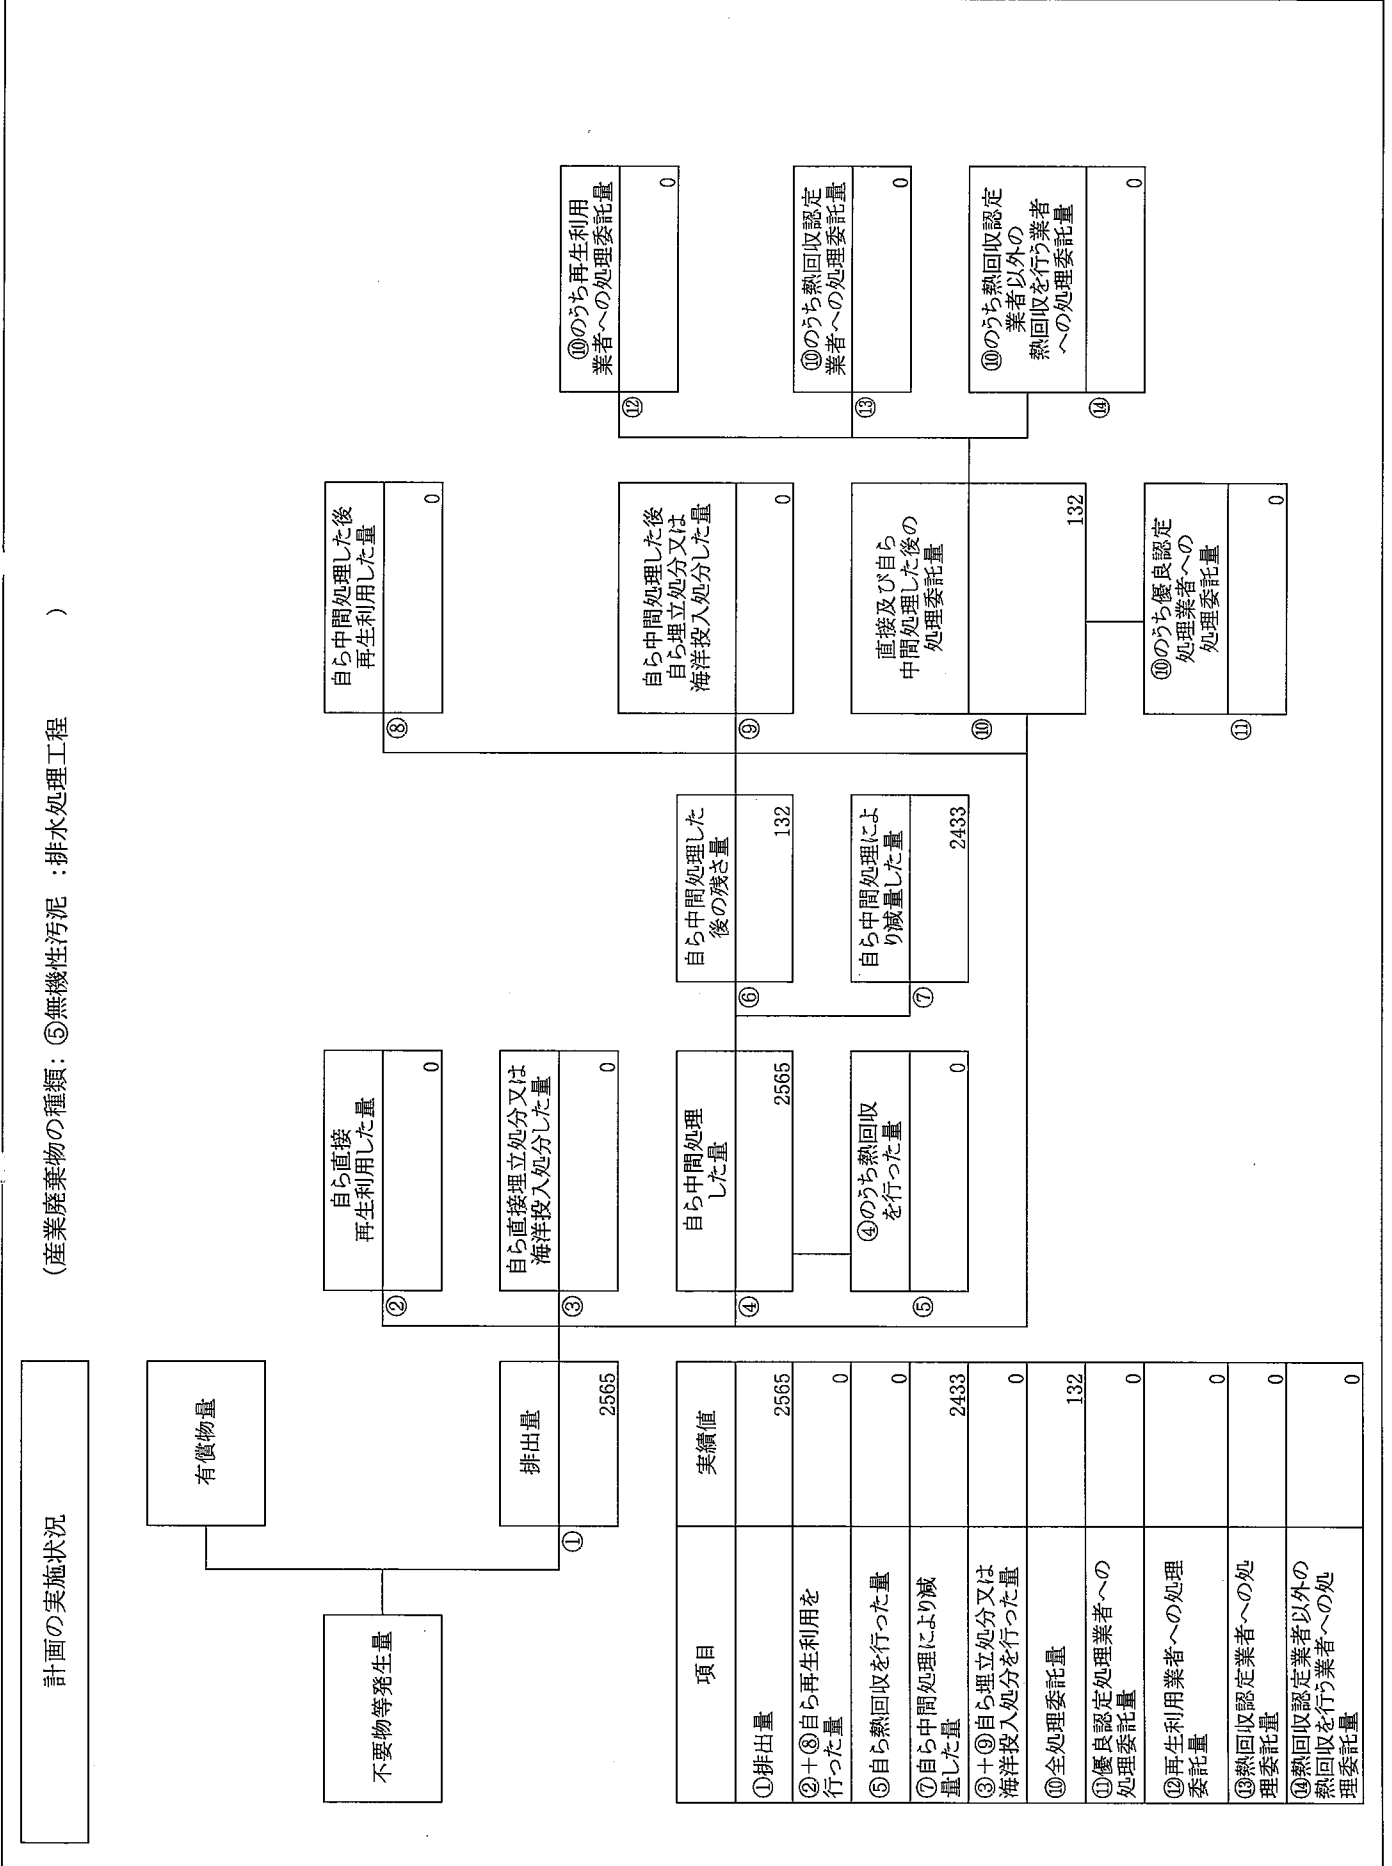 計画の実施状況
(産業廃棄物の種類：⑤無機性汚泥　：排水処理工程　　　　)
不要物等発生量
有償物量
①
排出量
2565
②
自ら直接
再生利用した量
0
③
自ら直接埋立処分又は
海洋投入処分した量
0
④
自ら中間処理
した量
2565
⑤
④のうち熱回収
を行った量
0
⑥
自ら中間処理した
後の残さ量
132
⑦
自ら中間処理によ
り減量した量
2433
⑧
自ら中間処理した後
再生利用した量
0
⑨
自ら中間処理した後
自ら埋立処分又は
海洋投入処分した量
0
⑩
直接及び自ら
中間処理した後の
処理委託量
132
⑪
⑩のうち優良認定
処理業者への
処理委託量
0
⑫
⑩のうち再生利用
業者への処理委託量
0
⑬
⑩のうち熱回収認定
業者への処理委託量
0
⑭
⑩のうち熱回収認定
業者以外の
熱回収を行う業者
への処理委託量
0
項目　実績値
①排出量　2565
②＋⑧自ら再生利用を
行った量　0
⑤自ら熱回収を行った量　0
⑦自ら中間処理により減
量した量　2433
③＋⑨自ら埋立処分又は
海洋投入処分を行った量　0
⑩全処理委託量　132
⑪優良認定処理業者への
処理委託量　0
⑫再生利用業者への処理
委託量　0
⑬熱回収認定業者への処
理委託量　0
⑭熱回収認定業者以外の
熱回収を行う業者への処
理委託量　0